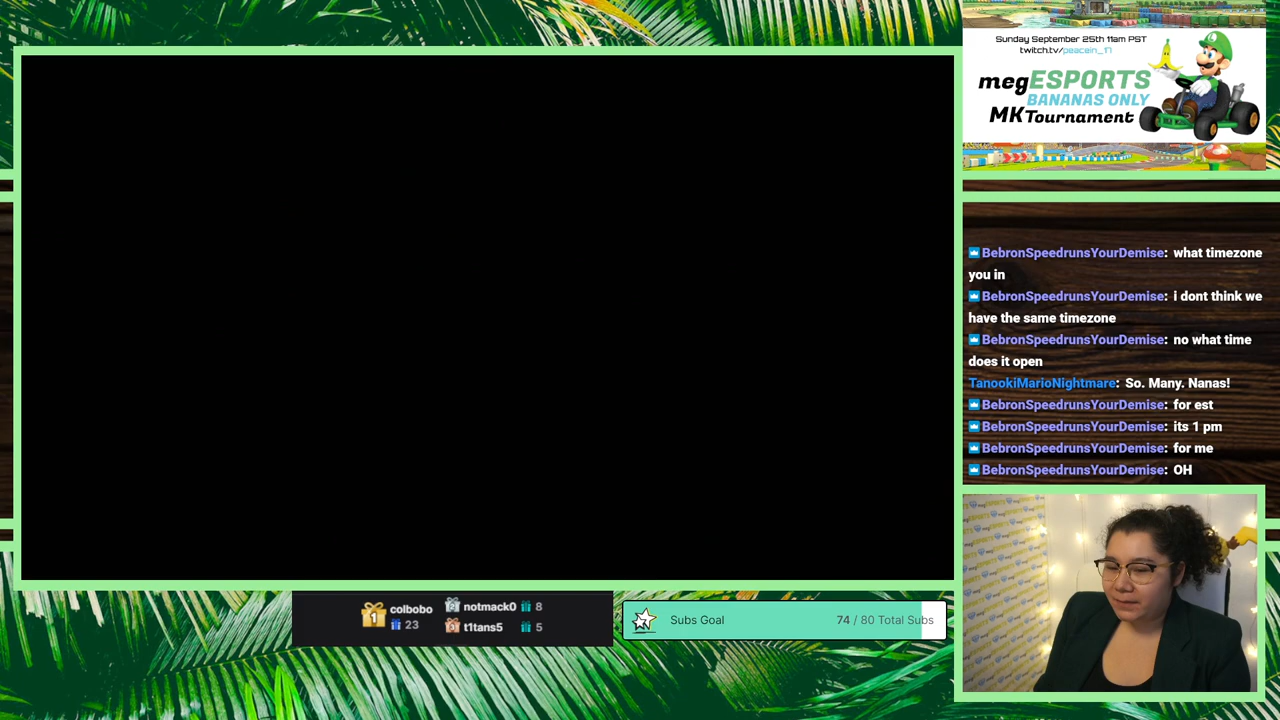 Sunday September 25th 11am PST
twitch.tv/peacein_17
megESPORTS
BANANAS ONLY
MKTournament
BebronSpeedrunsYourDemise: what timezone
you in
BebronSpeedrunsYourDemise: i dont think we
have the same timezone
BebronSpeedrunsYourDemise: no what time
does it open
TanookiMarioNightmare: So. Many. Nanas!
BebronSpeedrunsYourDemise: for est
BebronSpeedrunsYourDemise: its 1 pm
BebronSpeedrunsYourDemise: for me
BebronSpeedrunsYourDemise: OH
1 colbobo
23
2 notmack0 8
3 t1tans5 5
Subs Goal 74 / 80 Total Subs